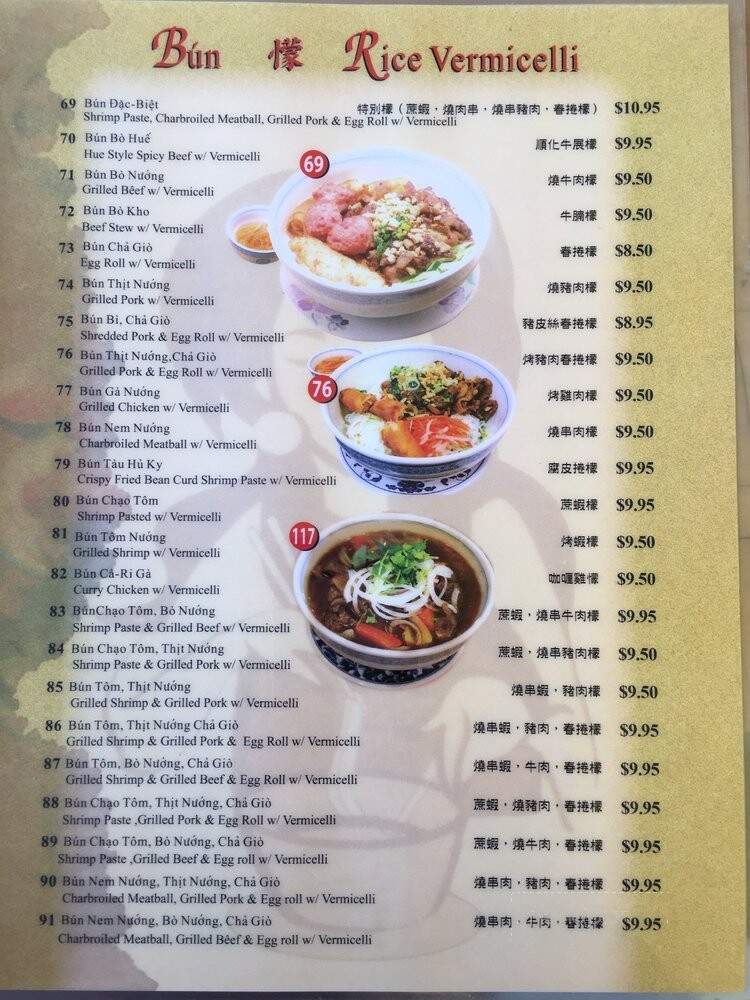 Bún 檬 Rice Vermicelli
69 Bún Đặc-Biệt 特別檬（蔗蝦，燒肉串，燒串豬肉，春捲檬） $10.95
Shrimp Paste, Charbroiled Meatball, Grilled Pork & Egg Roll w/ Vermicelli
70 Bún Bò Huế 順化牛展檬 $9.95
Hue Style Spicy Beef w/ Vermicelli
69
71 Bún Bò Nướng 燒牛肉檬 $9.50
Grilled Bêef w/ Vermicelli
72 Bún Bò Kho 牛腩檬 $9.50
Beef Stew w/ Vermicelli
73 Bún Chả Giò 春捲檬 $8.50
Egg Roll w/ Vermicelli
74 Bún Thịt Nướng 燒豬肉檬 $9.50
Grilled Pork w/ Vermicelli
75 Bún Bì, Chả Giò 豬皮絲春捲檬 $8.95
Shredded Pork & Egg Roll w/ Vermicelli
76 Bún Thịt Nướng,Chả Giò 烤豬肉春捲檬 $9.50
Grilled Pork & Egg Roll w/ Vermicelli
76
77 Bún Gà Nướng 烤雞肉檬 $9.50
Grilled Chicken w/ Vermicelli
78 Bún Nem Nướng 燒串肉檬 $9.50
Charbroiled Meatball w/ Vermicelli
79 Bún Tàu Hủ Ky 腐皮捲檬 $9.95
Crispy Fried Bean Curd Shrimp Paste w/ Vermicelli
80 Bún Chạo Tôm 蔗蝦檬 $9.95
Shrimp Pasted w/ Vermicelli
81 Bún Tôm Nướng 烤蝦檬 $9.50
Grilled Shrimp w/ Vermicelli
117
82 Bún Cà-Ri Gà 咖喱雞檬 $9.50
Curry Chicken w/ Vermicelli
83 BúnChạo Tôm, Bò Nướng 蔗蝦，燒串牛肉檬 $9.95
Shrimp Paste & Grilled Beef w/ Vermicelli
84 Bún Chạo Tôm, Thịt Nướng 蔗蝦，燒串豬肉檬 $9.50
Shrimp Paste & Grilled Pork w/ Vermicelli
85 Bún Tôm, Thịt Nướng 燒串蝦，豬肉檬 $9.50
Grilled Shrimp & Grilled Pork w/ Vermicelli
86 Bún Tôm, Thịt Nướng Chả Giò 燒串蝦，豬肉，春捲檬 $9.95
Grilled Shrimp & Grilled Pork & Egg Roll w/ Vermicelli
87 Bún Tôm, Bò Nướng, Chả Giò 燒串蝦，牛肉，春捲檬 $9.95
Grilled Shrimp & Grilled Beef & Egg Roll w/ Vermicelli
88 Bún Chạo Tôm, Thịt Nướng, Chả Giò 蔗蝦，燒豬肉，春捲檬 $9.95
Shrimp Paste ,Grilled Pork & Egg Roll w/ Vermicelli
89 Bún Chạo Tôm, Bò Nướng, Chả Giò 蔗蝦，燒牛肉，春捲檬 $9.95
Shrimp Paste ,Grilled Beef & Egg roll w/ Vermicelli
90 Bún Nem Nướng, Thịt Nướng, Chả Giò 燒串肉，豬肉，春捲檬 $9.95
Charbroiled Meatball, Grilled Pork & Egg roll w/ Vermicelli
91 Bún Nem Nướng, Bò Nướng, Chả Giò 燒串肉，牛肉，春捲檬 $9.95
Charbroiled Meatball, Grilled Bêef & Egg roll w/ Vermicelli